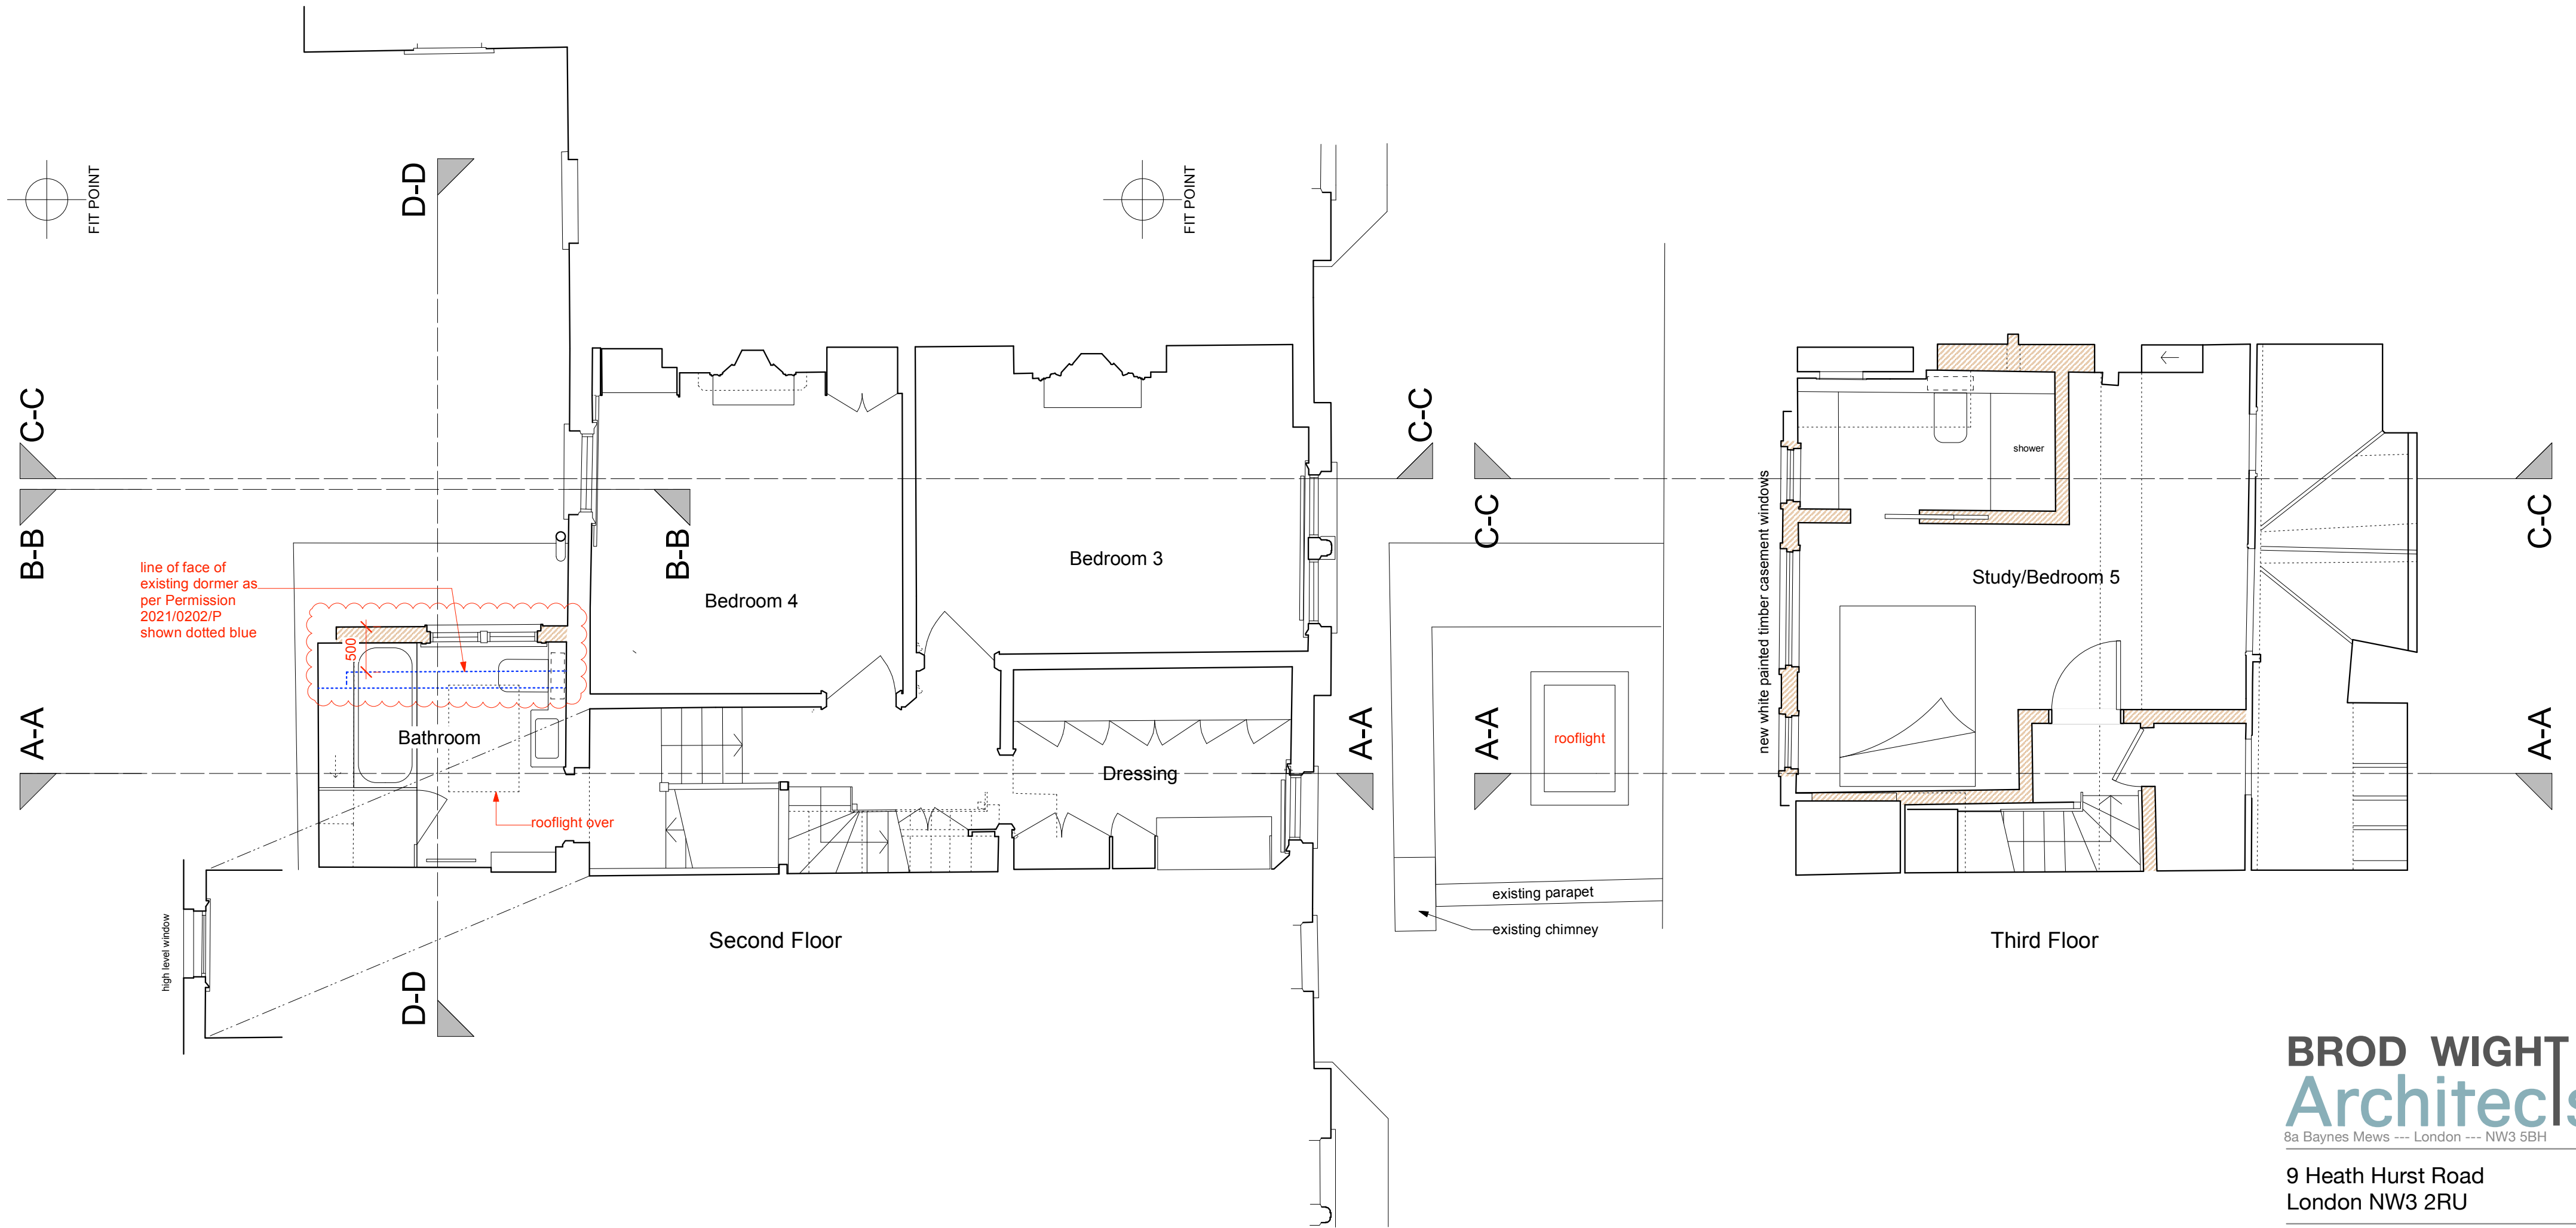 FIT POINT
D-D
FIT POINT
C-C
B-B
A-A
line of face of
existing dormer as
per Permission
2021/0202/P
shown dotted blue
500
Bathroom
rooflight over
high level window
D-D
Bedroom 4
B-B
Bedroom 3
Dressing
C-C
A-A
Second Floor
C-C
A-A
rooflight
existing parapet
existing chimney
new white painted timber casement windows
shower
Study/Bedroom 5
C-C
A-A
Third Floor
BROD WIGHT
Architects
8a Baynes Mews --- London --- NW3 5BH
9 Heath Hurst Road
London NW3 2RU